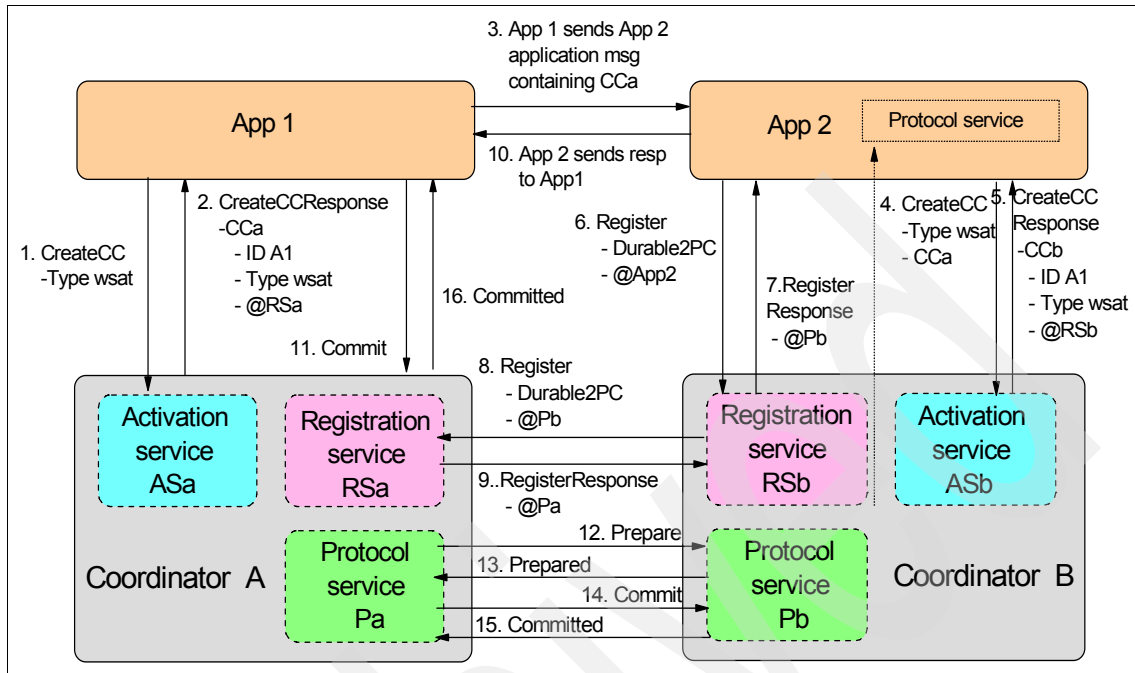 3. App 1 sends App 2
application msg
containing CCa
App 1
App 2
Protocol service
10. App 2 sends resp
to App1
1. CreateCC
-Type wsat
2. CreateCCResponse
-CCa
- ID A1
- Type wsat
- @RSa
16. Committed
11. Commit
6. Register
- Durable2PC
- @App2
7.Register
Response
- @Pb
4. CreateCC
-Type wsat
- CCa
5. CreateCC
Response
-CCb
- ID A1
- Type wsat
- @RSb
8. Register
- Durable2PC
- @Pb
Activation
service
ASa
Registration
service
RSa
Registration
service
RSb
Activation
service
ASb
9..RegisterResponse
- @Pa
12. Prepare
13. Prepared
14. Commit
15. Committed
Coordinator A
Protocol
service
Pa
Protocol
service
Pb
Coordinator B